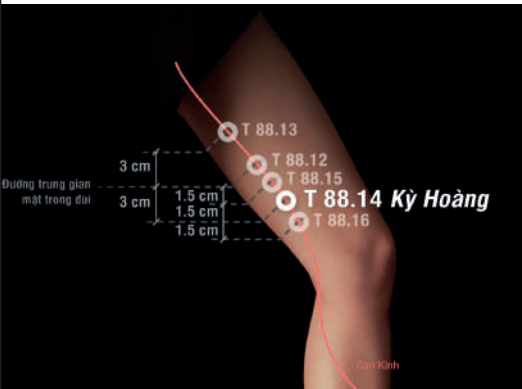 T 88.13
3 cm
T 88.12
Đường trung gian
mặt trong đùi
T 88.15
1.5 cm
T 88.14 Kỳ Hoàng
3 cm
1.5 cm
T 88.16
1.5 cm
Can Kinh